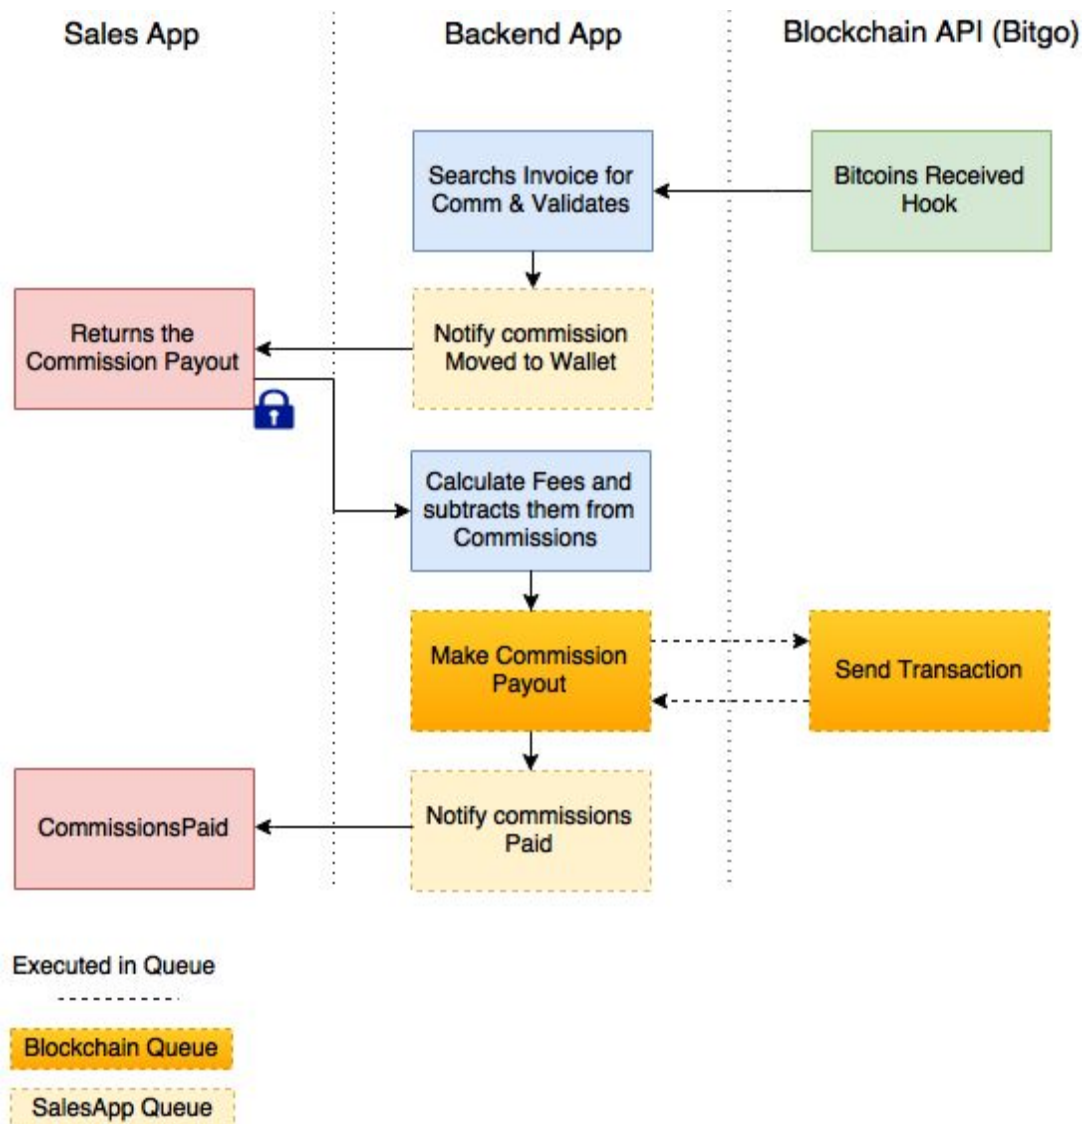 Sales App
Backend App
Blockchain API (Bitgo)
Searchs Invoice for
Comm & Validates
Bitcoins Received
Hook
Returns the
Commission Payout
Notify commission
Moved to Wallet
Calculate Fees and
subtracts them from
Commissions
Make Commission
Payout
Send Transaction
CommissionsPaid
Notify commissions
Paid
Executed in Queue
Blockchain Queue
SalesApp Queue